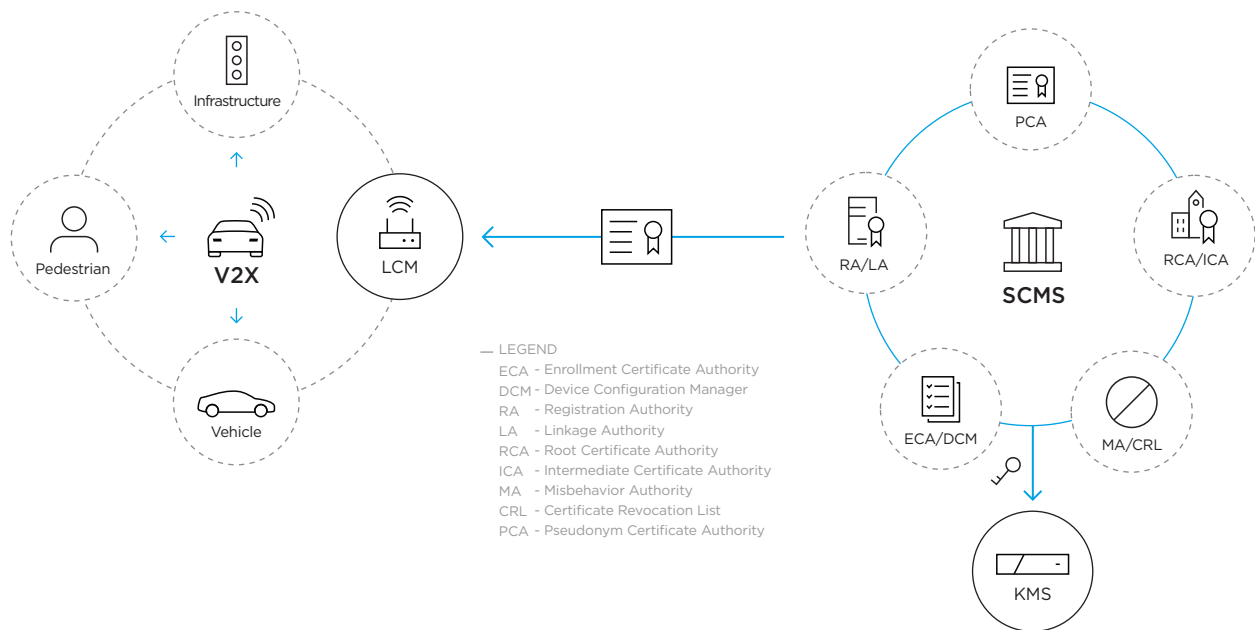 Infrastructure
Pedestrian
V2X
LCM
Vehicle
PCA
RA/LA
SCMS
RCA/ICA
ECA/DCM
MA/CRL
KMS
— LEGEND
ECA - Enrollment Certificate Authority
DCM - Device Configuration Manager
RA - Registration Authority
LA - Linkage Authority
RCA - Root Certificate Authority
ICA - Intermediate Certificate Authority
MA - Misbehavior Authority
CRL - Certificate Revocation List
PCA - Pseudonym Certificate Authority